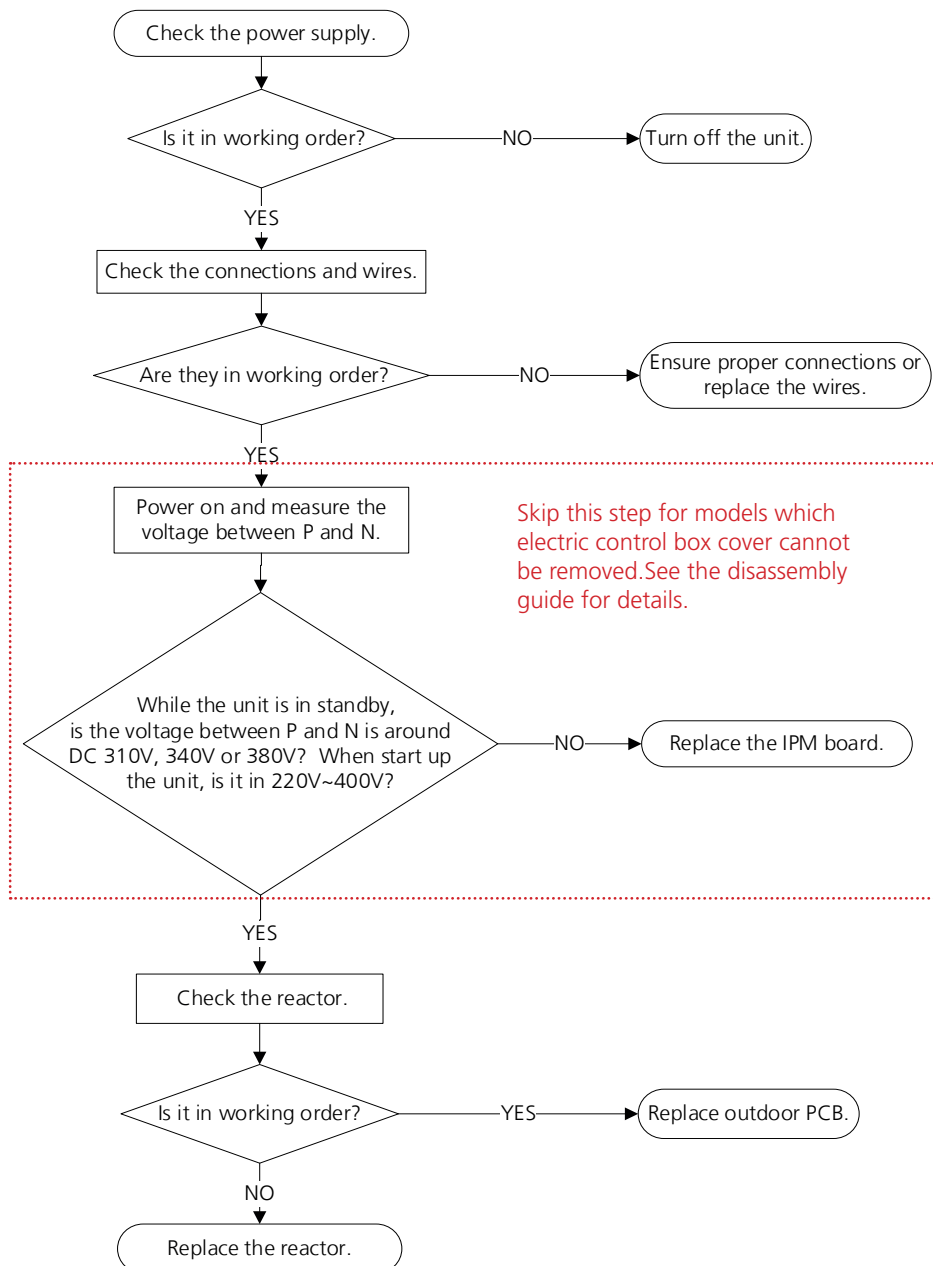 Check the power supply.
Is it in working order?
NO
Turn off the unit.
YES
Check the connections and wires.
Are they in working order?
NO
Ensure proper connections or
replace the wires.
YES
Power on and measure the
voltage between P and N.
Skip this step for models which
electric control box cover cannot
be removed.See the disassembly
guide for details.
While the unit is in standby,
is the voltage between P and N is around
DC 310V, 340V or 380V? When start up
the unit, is it in 220V~400V?
NO
Replace the IPM board.
YES
Check the reactor.
Is it in working order?
YES
Replace outdoor PCB.
NO
Replace the reactor.